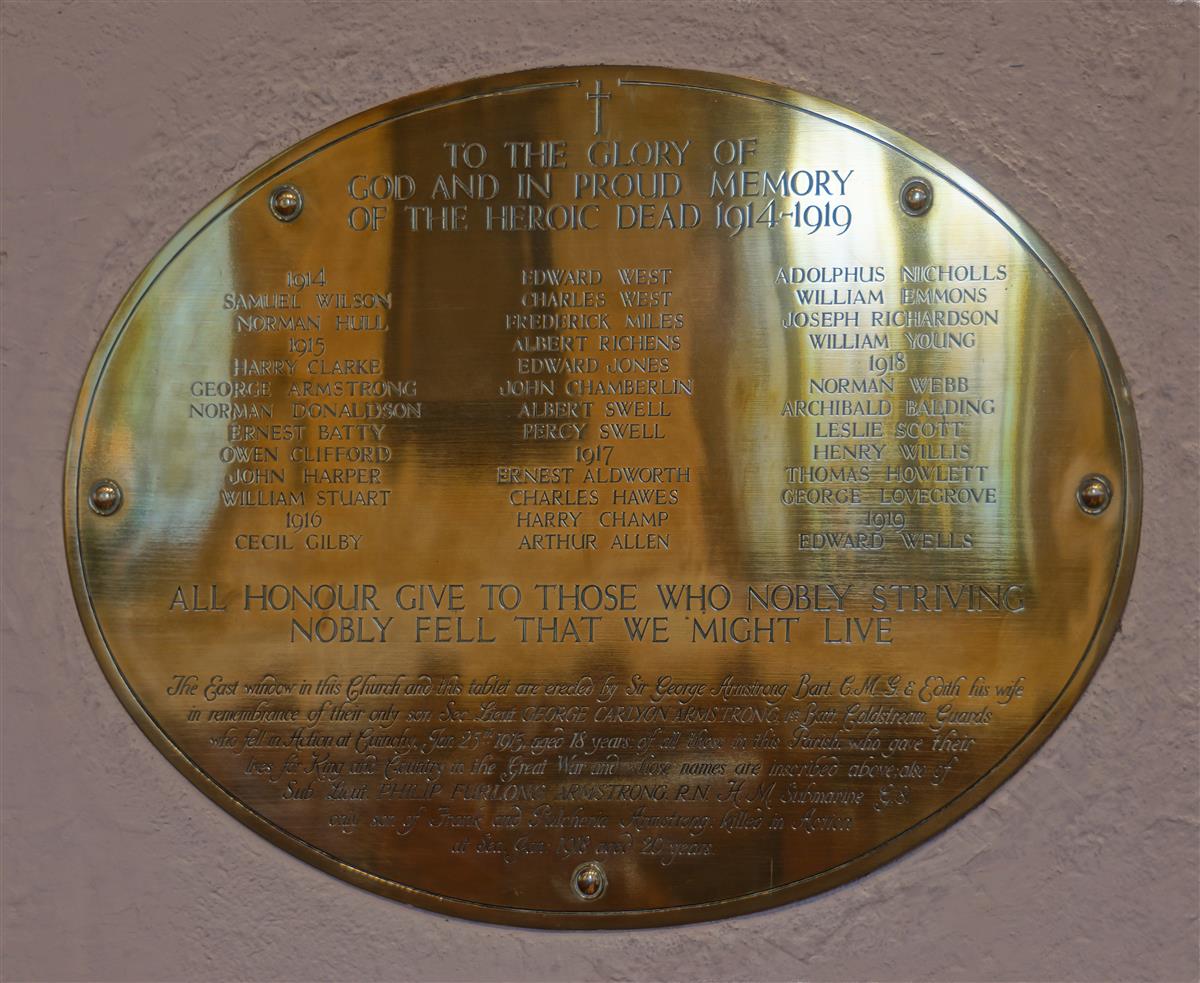 TO THE GLORY OF
GOD AND IN PROUD MEMORY
OF THE HEROIC DEAD 1914-1919
1914
SAMUEL WILSON
NORMAN HULL
1915
HARRY CLARKE
GEORGE ARMSTRONG
NORMAN DONALDSON
ERNEST BATTY
OWEN CLIFFORD
JOHN HARPER
WILLIAM STUART
1916
CECIL GILBY
EDWARD WEST
CHARLES WEST
FREDERICK MILES
ALBERT RICHENS
EDWARD JONES
JOHN CHAMBERLIN
ALBERT SWELL
PERCY SWELL
1917
ERNEST ALDWORTH
CHARLES HAWES
HARRY CHAMP
ARTHUR ALLEN
ADOLPHUS NICHOLLS
WILLIAM EMMONS
JOSEPH RICHARDSON
WILLIAM YOUNG
1918
NORMAN WEBB
ARCHIBALD BALDING
LESLIE SCOTT
HENRY WILLIS
THOMAS HOWLETT
GEORGE LOVEGROVE
1919
EDWARD WELLS
ALL HONOUR GIVE TO THOSE WHO NOBLY STRIVING
NOBLY FELL THAT WE MIGHT LIVE
The East window in this Church and this tablet are erected by Sir George Armstrong Bart. C.M.G. & Edith his wife
in remembrance of their only son Sec. Lieut GEORGE CARLYON ARMSTRONG, 1st Batt. Coldstream Guards
who fell in Action at Cuinchy, Jan 25th 1915, aged 18 years: of all those in this Parish who gave their
lives for King and Country in the Great War and whose names are inscribed above: also of
Sub Lieut. PHILIP FURLONG ARMSTRONG. R.N. H.M. Submarine G.8.
only son of Frank and Pulcheria Armstrong, killed in Action
at Sea Jan: 1918 aged 20 years.